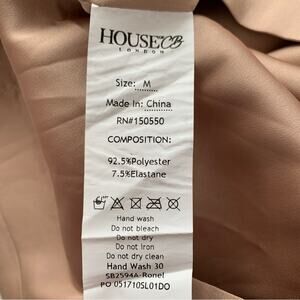 HOUSE OF CB
LONDON
Size: M
Made In: China
RN#150550
COMPOSITION:
92.5%Polyester
7.5%Elastane
Hand wash
Do not bleach
Do not dry
Do not iron
Do not dry clean
Hand Wash 30
SB2594A-Ronel
PO 051710SL01DO